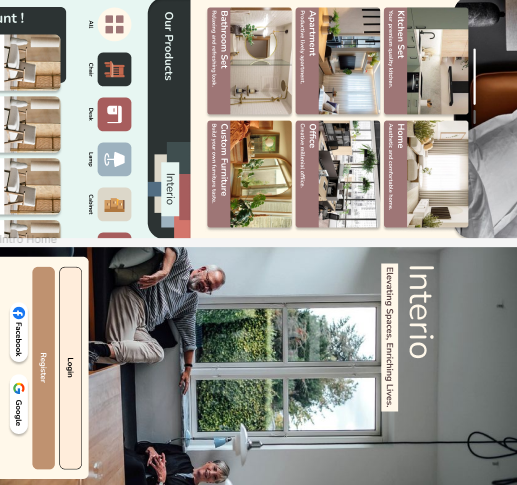 Kitchen Set
Your premium quality kitchen.
Home
Aesthetic and comfortable home.
Apartment
Productive lively apartment.
Office
Creative millenial office.
Bathroom Set
Relaxing and refreshing look.
Custom Furniture
Build your own furniture taste.
Our Products
Interio
All
Chair
Desk
Lamp
Cabinet
unt !
Intro Home
Interio
Elevating Spaces, Enriching Lives.
Login
Register
Facebook
Google